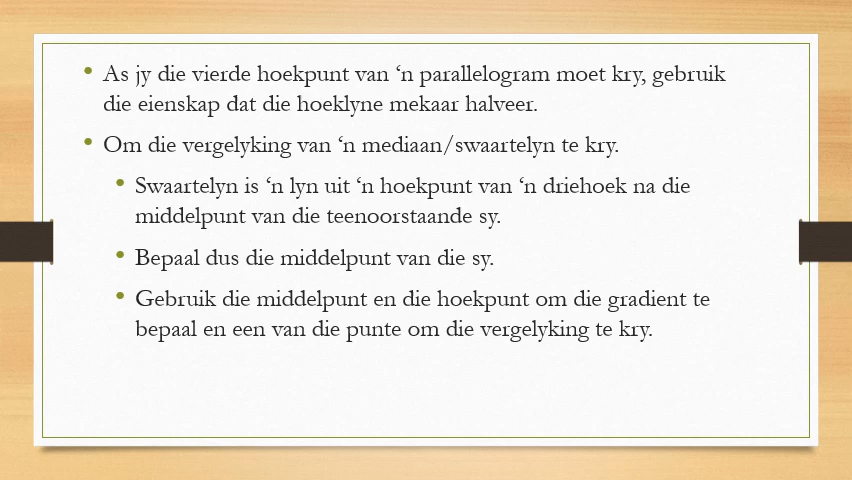 • As jy die vierde hoekpunt van ‘n parallelogram moet kry, gebruik
die eienskap dat die hoeklyne mekaar halveer.
• Om die vergelyking van ‘n mediaan/swaartelyn te kry.
• Swaartelyn is ‘n lyn uit ‘n hoekpunt van ‘n driehoek na die
middelpunt van die teenoorstaande sy.
• Bepaal dus die middelpunt van die sy.
• Gebruik die middelpunt en die hoekpunt om die gradient te
bepaal en een van die punte om die vergelyking te kry.